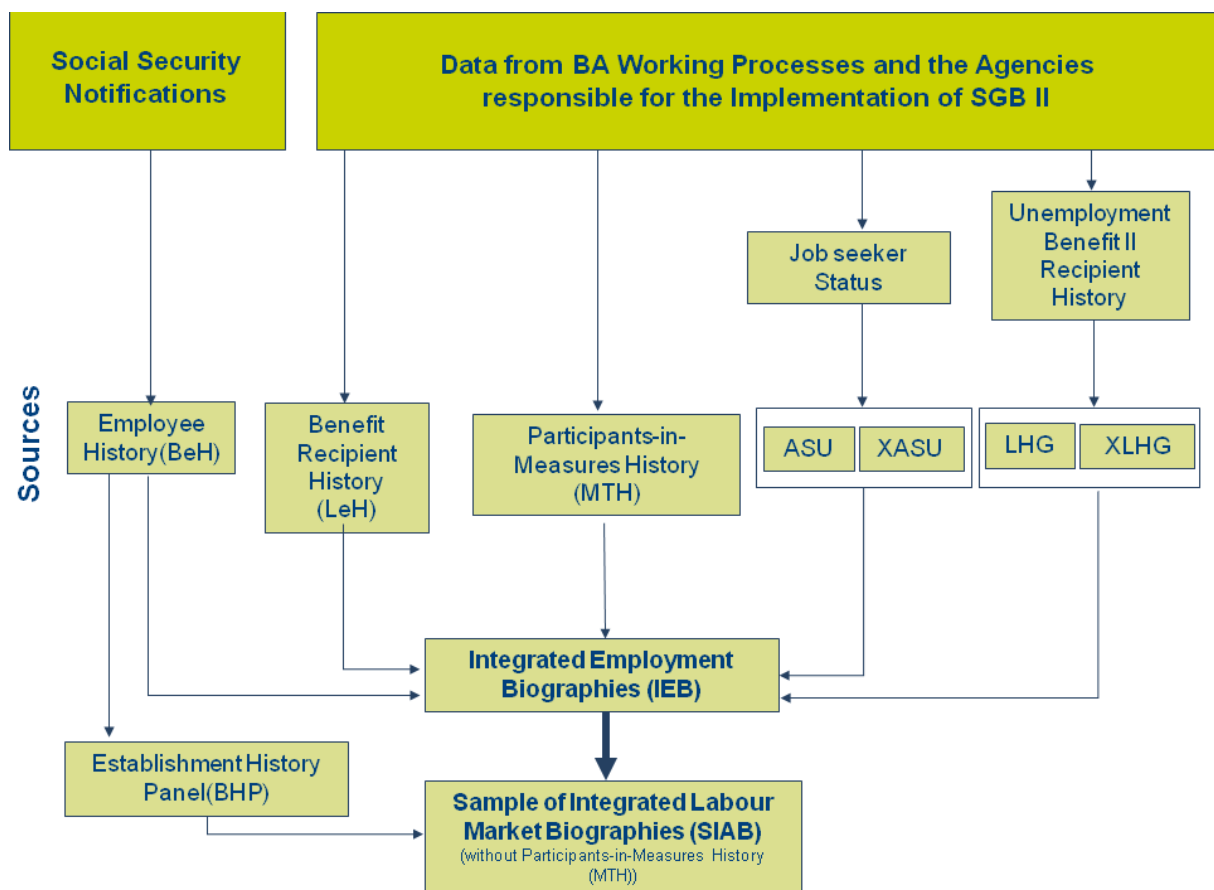 Social Security
Notifications
Data from BA Working Processes and the Agencies
responsible for the Implementation of SGB II
Unemployment
Benefit II
Recipient
History
Job seeker
Status
Sources
Employee
History(BeH)
Benefit
Recipient
History
(LeH)
Participants-in-
Measures History
(MTH)
ASU
XASU
LHG
XLHG
Integrated Employment
Biographies (IEB)
Establishment History
Panel(BHP)
Sample of Integrated Labour
Market Biographies (SIAB)
(without Participants-in-Measures History
(MTH))